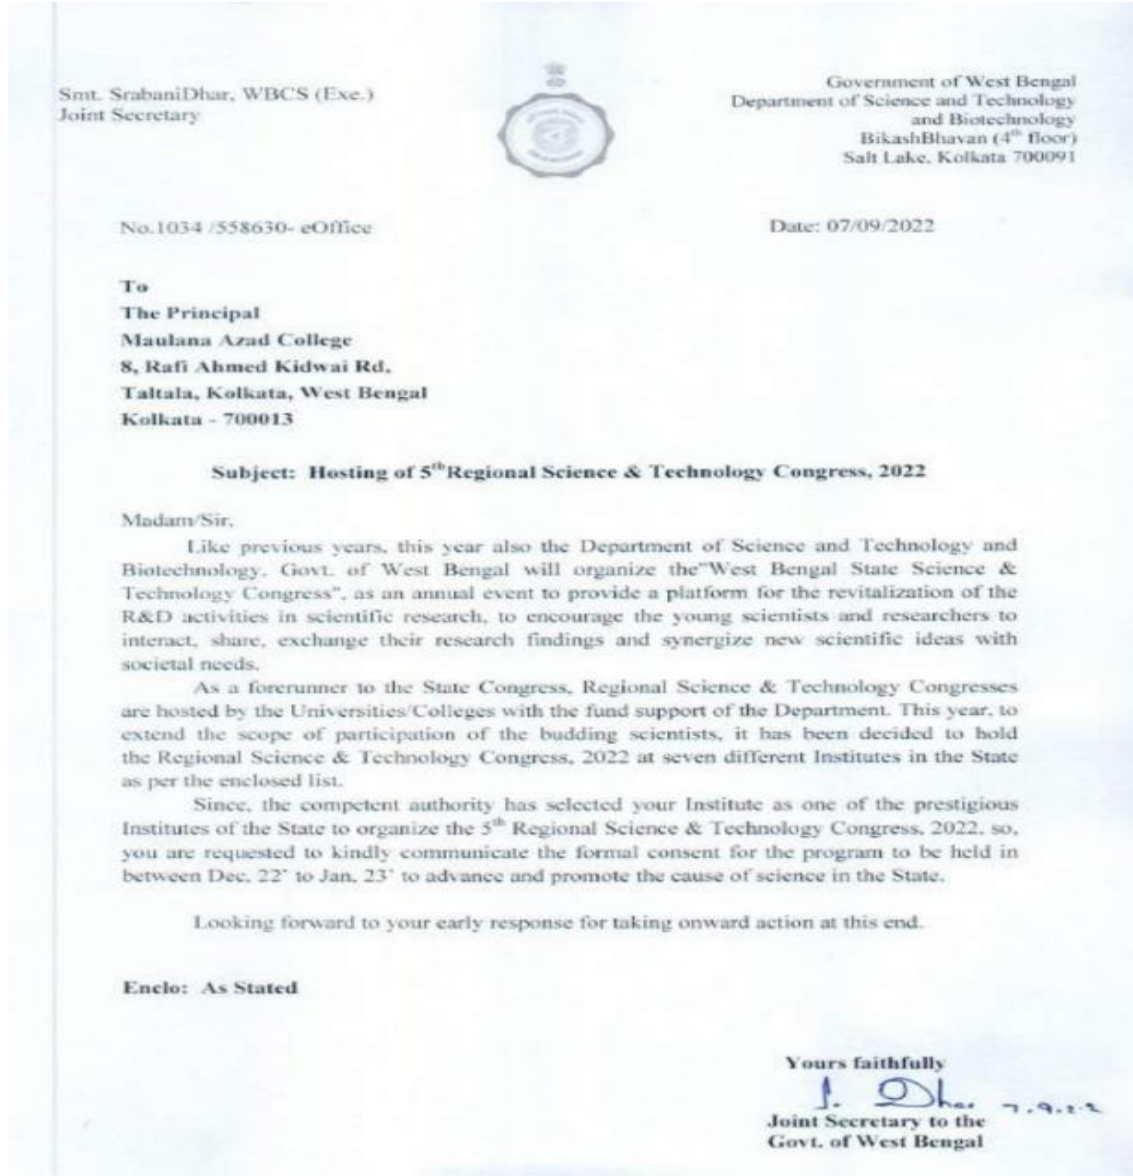 Smt. SrabaniDhar, WBCS (Exe.)
Joint Secretary
Government of West Bengal
Department of Science and Technology
and Biotechnology
BikashBhavan (4th floor)
Salt Lake, Kolkata 700091
No.1034 /558630- eOffice
Date: 07/09/2022
To
The Principal
Maulana Azad College
8, Rafi Ahmed Kidwai Rd,
Taltala, Kolkata, West Bengal
Kolkata - 700013
Subject: Hosting of 5th Regional Science & Technology Congress, 2022
Madam/Sir,
Like previous years, this year also the Department of Science and Technology and
Biotechnology, Govt. of West Bengal will organize the"West Bengal State Science &
Technology Congress", as an annual event to provide a platform for the revitalization of the
R&D activities in scientific research, to encourage the young scientists and researchers to
interact, share, exchange their research findings and synergize new scientific ideas with
societal needs.
As a forerunner to the State Congress, Regional Science & Technology Congresses
are hosted by the Universities/Colleges with the fund support of the Department. This year, to
extend the scope of participation of the budding scientists, it has been decided to hold
the Regional Science & Technology Congress, 2022 at seven different Institutes in the State
as per the enclosed list.
Since, the competent authority has selected your Institute as one of the prestigious
Institutes of the State to organize the 5th Regional Science & Technology Congress, 2022, so,
you are requested to kindly communicate the formal consent for the program to be held in
between Dec. 22' to Jan. 23' to advance and promote the cause of science in the State.
Looking forward to your early response for taking onward action at this end.
Enclo: As Stated
Yours faithfully
S. Dhar 7.9.22
Joint Secretary to the
Govt. of West Bengal